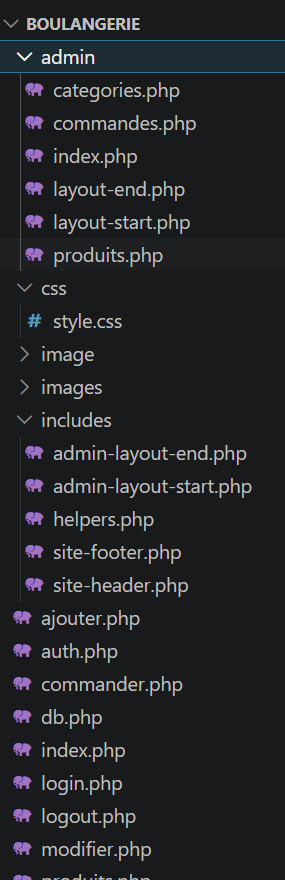 BOULANGERIE
admin
categories.php
commandes.php
index.php
layout-end.php
layout-start.php
produits.php
css
# style.css
image
images
includes
admin-layout-end.php
admin-layout-start.php
helpers.php
site-footer.php
site-header.php
ajouter.php
auth.php
commander.php
db.php
index.php
login.php
logout.php
modifier.php
produits.php